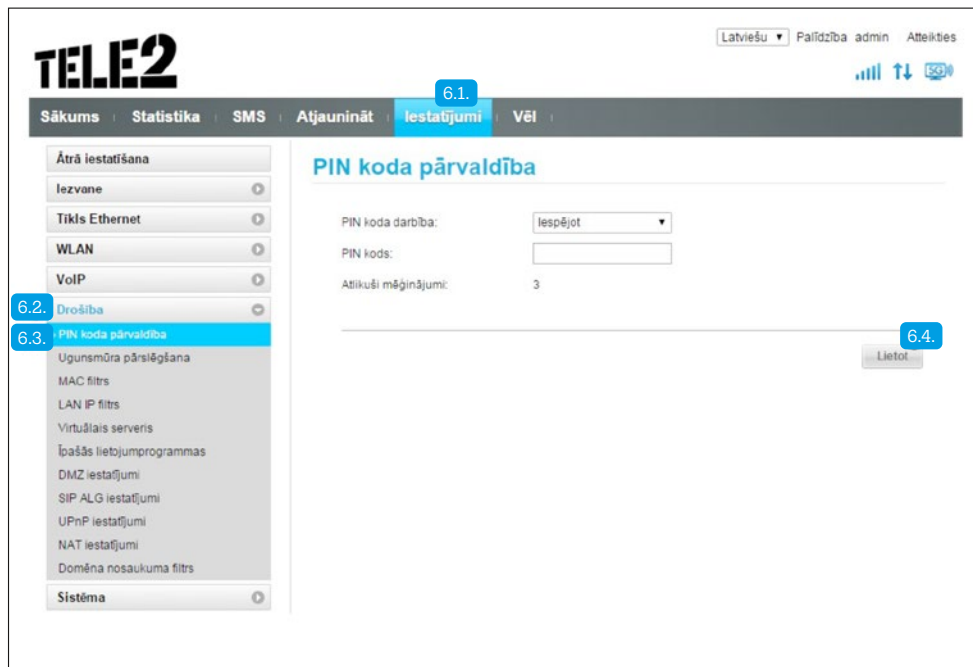 Latviešu Palīdzība admin Atteikties
TELE2
5G
6.1.
Sākums Statistika SMS Atjaunināt Iestatījumi Vēl
Ātrā iestatīšana
Iezvane
Tīkls Ethernet
WLAN
VoIP
6.2. Drošība
6.3. PIN koda pārvaldība
Ugunsmūra pārslēgšana
MAC filtrs
LAN IP filtrs
Virtuālais serveris
Īpašās lietojumprogrammas
DMZ iestatījumi
SIP ALG iestatījumi
UPnP iestatījumi
NAT iestatījumi
Domēna nosaukuma filtrs
Sistēma
PIN koda pārvaldība
PIN koda darbība: Iespējot
PIN kods:
Atlikuši mēģinājumi: 3
6.4.
Lietot